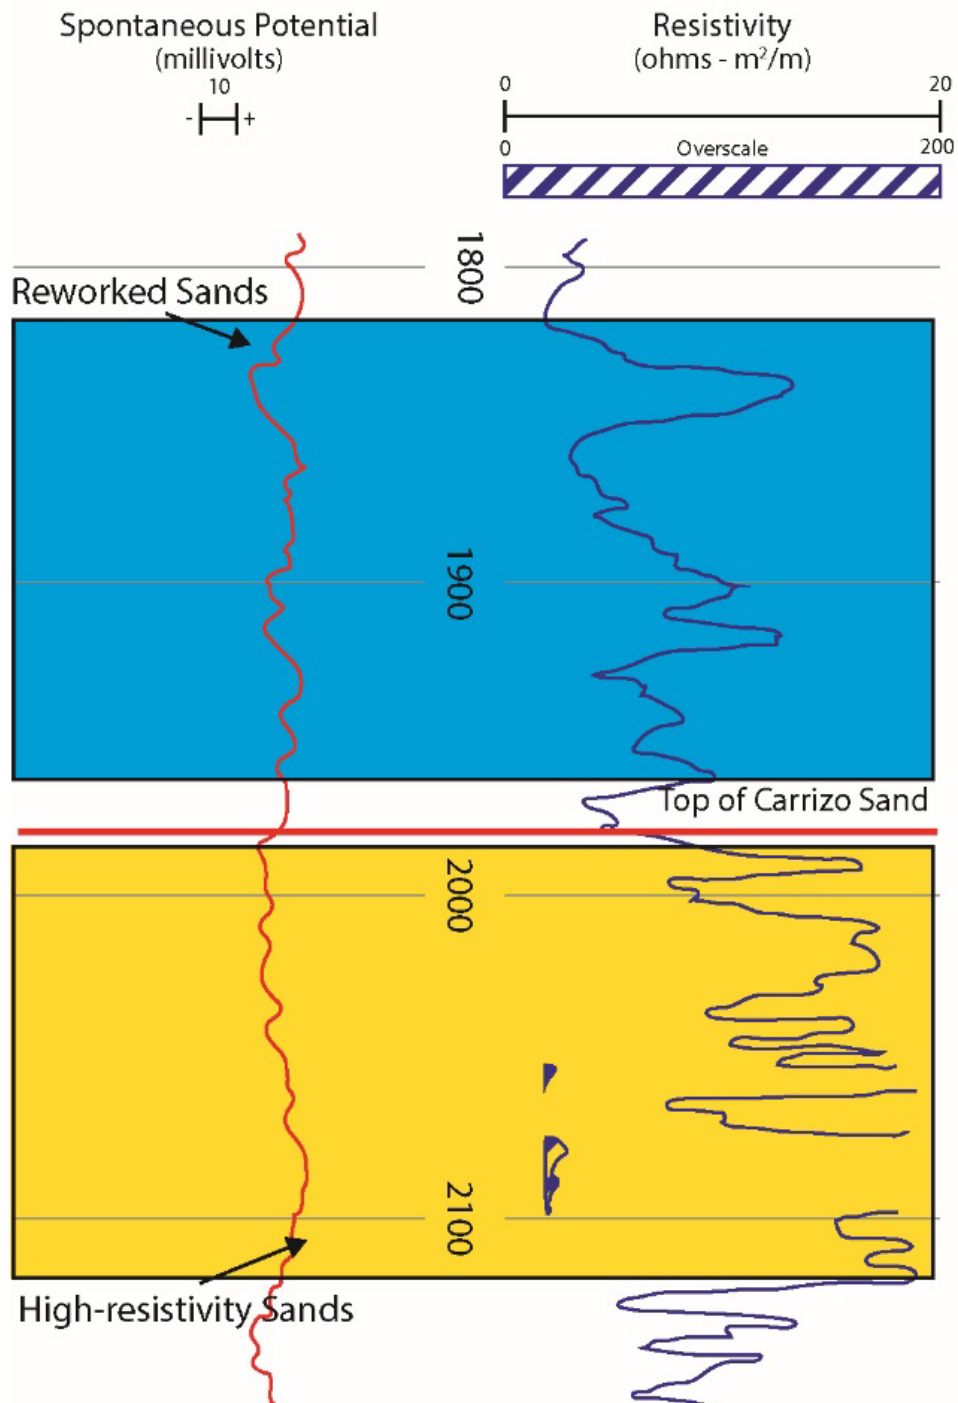 Spontaneous Potential
(millivolts)
10
- +
Resistivity
(ohms - m²/m)
0 20
0 Overscale 200
1800
Reworked Sands
1900
Top of Carrizo Sand
2000
2100
High-resistivity Sands